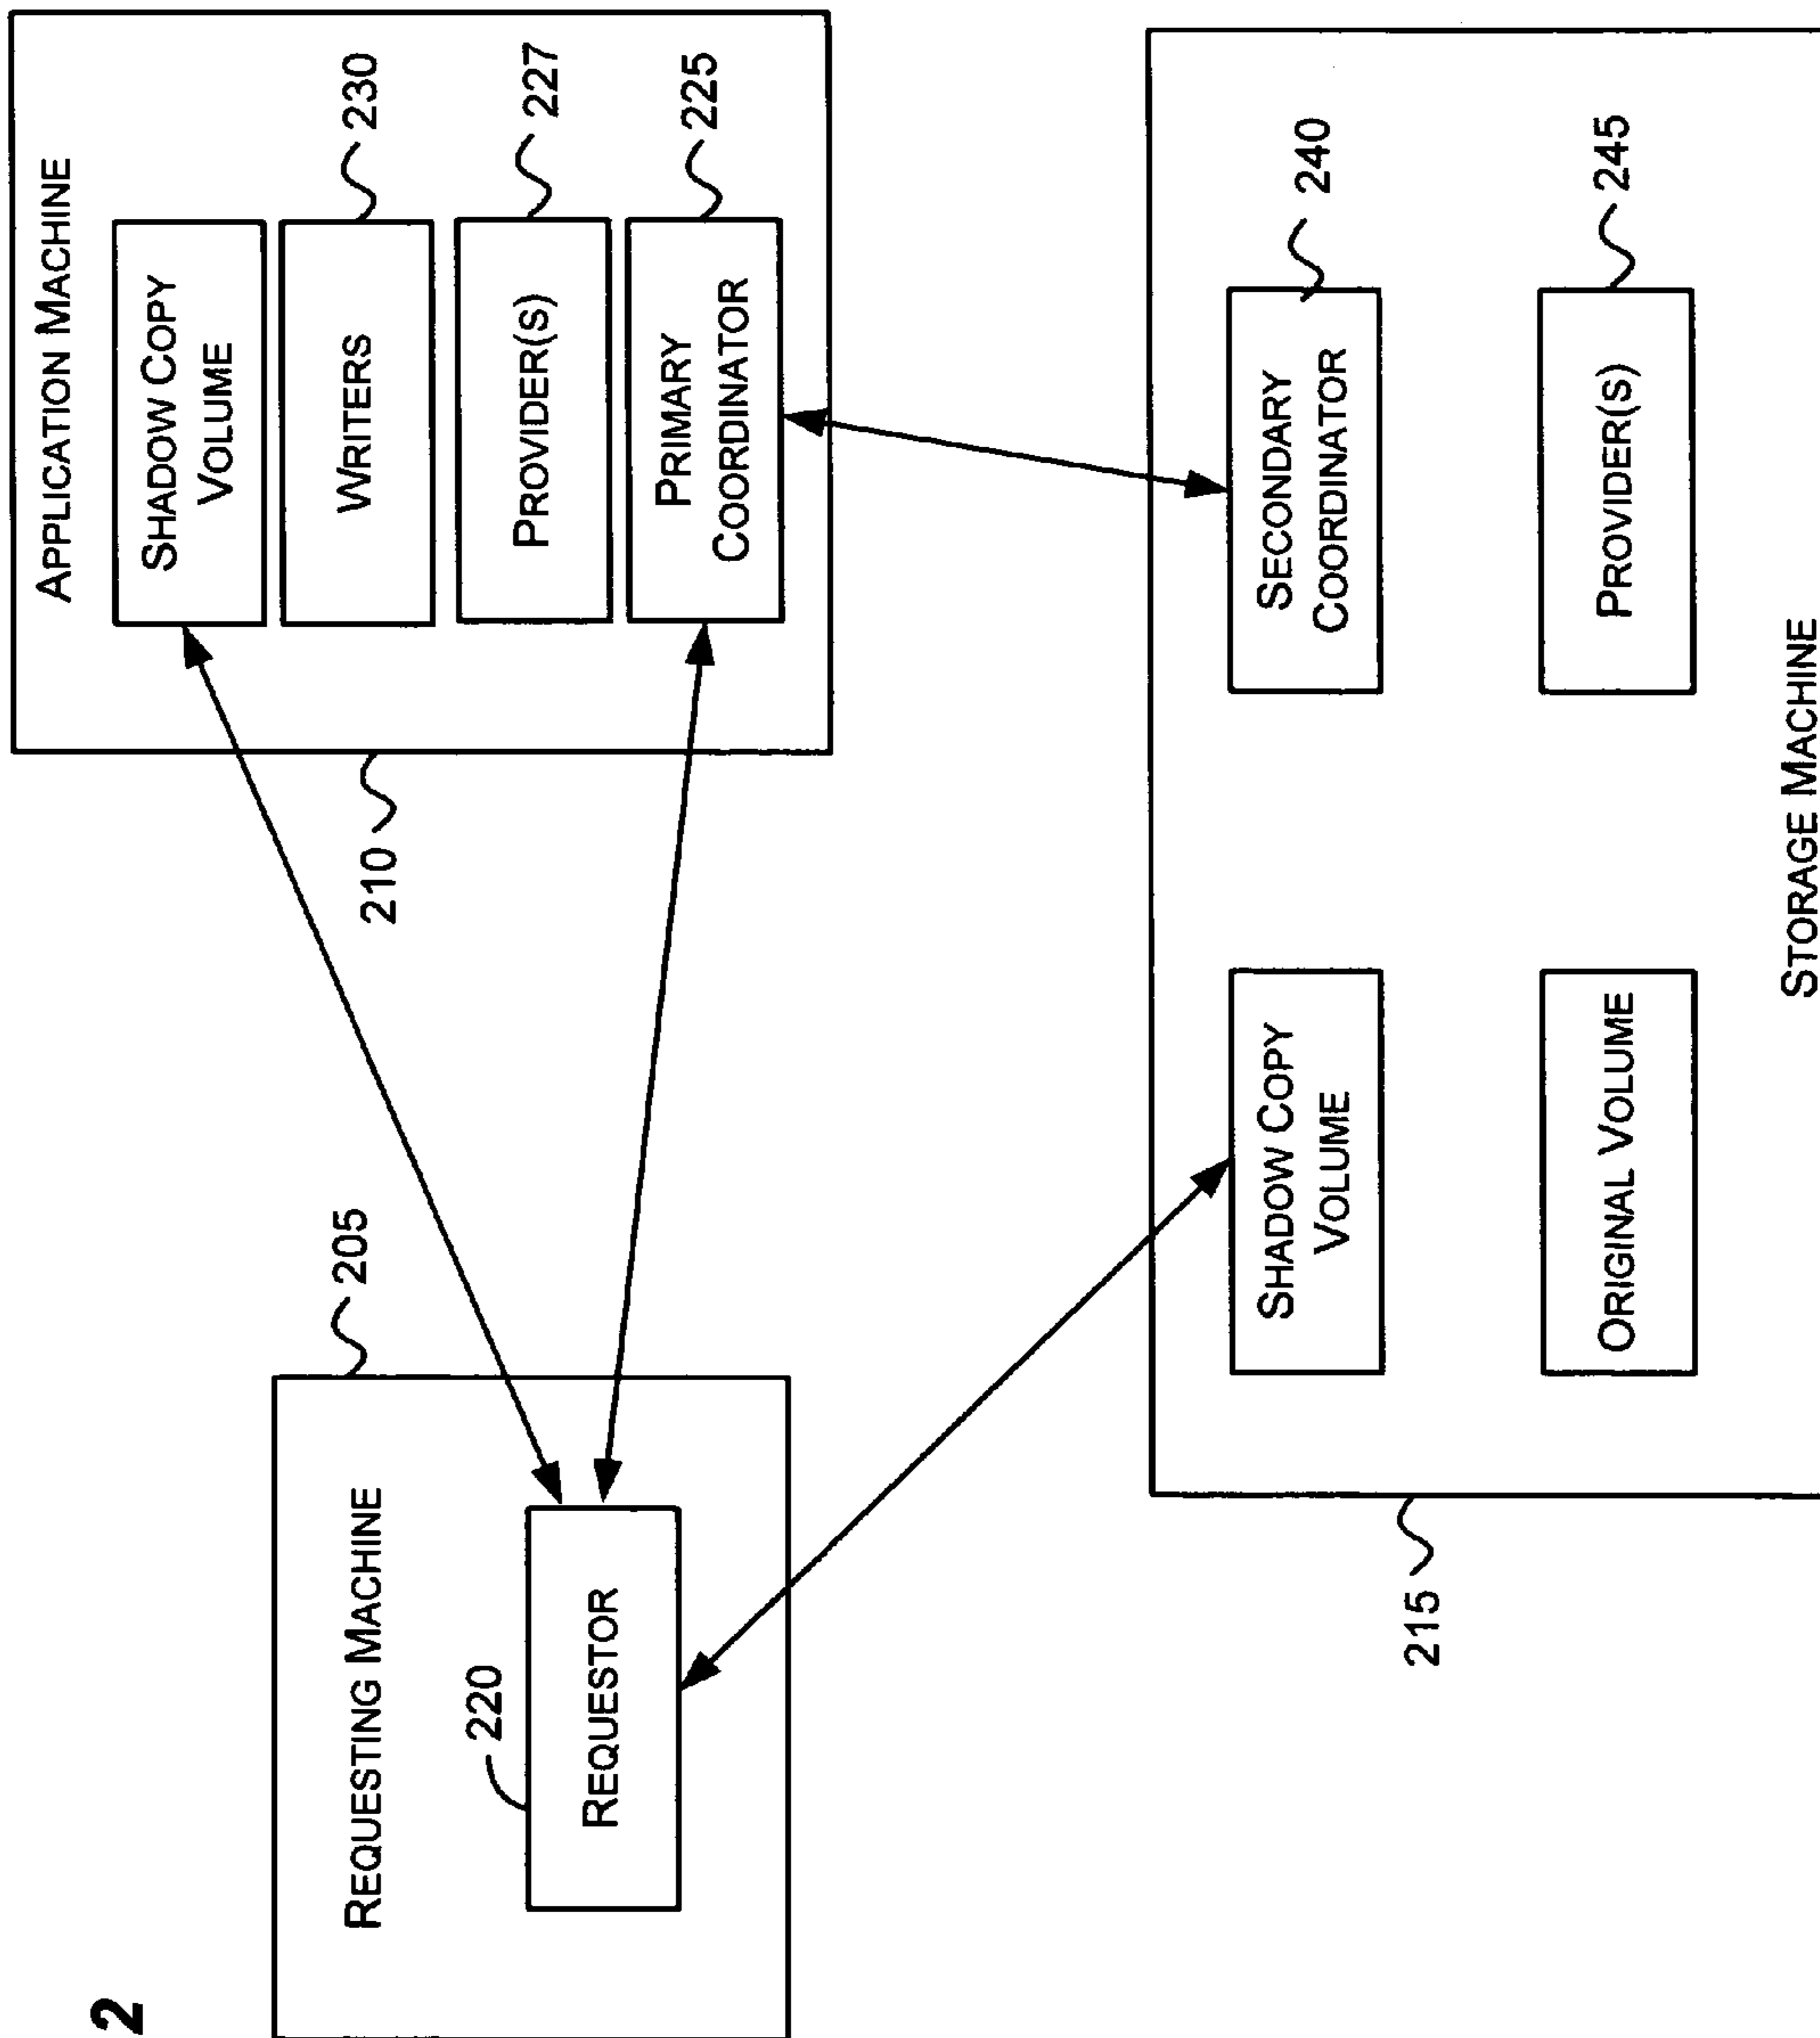 2
REQUESTING MACHINE
205
220
REQUESTOR
APPLICATION MACHINE
210
SHADOW COPY
VOLUME
WRITERS
230
PROVIDER(S)
227
PRIMARY
COORDINATOR
225
215
SHADOW COPY
VOLUME
ORIGINAL VOLUME
SECONDARY
COORDINATOR
240
PROVIDER(S)
245
STORAGE MACHINE